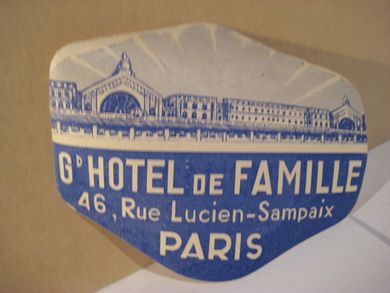 GD HOTEL DE FAMILLE
46, Rue Lucien-Sampaix
PARIS